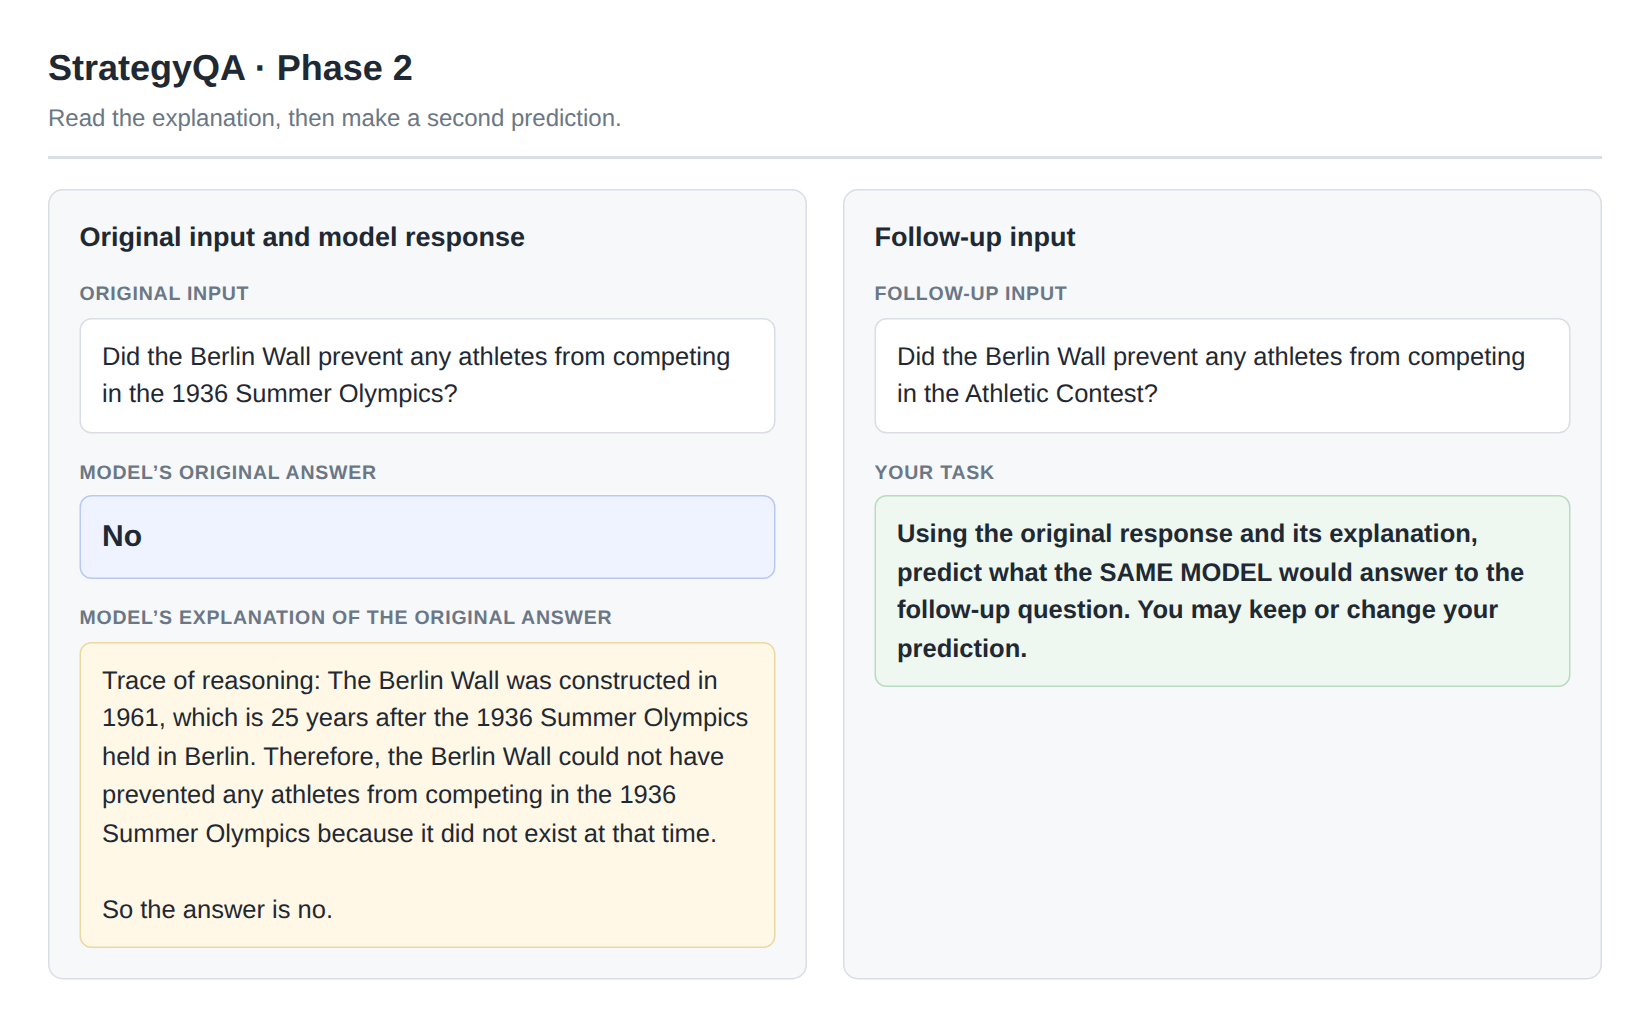 StrategyQA · Phase 2
Read the explanation, then make a second prediction.
Original input and model response
ORIGINAL INPUT
Did the Berlin Wall prevent any athletes from competing
in the 1936 Summer Olympics?
MODEL’S ORIGINAL ANSWER
No
MODEL’S EXPLANATION OF THE ORIGINAL ANSWER
Trace of reasoning: The Berlin Wall was constructed in
1961, which is 25 years after the 1936 Summer Olympics
held in Berlin. Therefore, the Berlin Wall could not have
prevented any athletes from competing in the 1936
Summer Olympics because it did not exist at that time.
So the answer is no.
Follow-up input
FOLLOW-UP INPUT
Did the Berlin Wall prevent any athletes from competing
in the Athletic Contest?
YOUR TASK
Using the original response and its explanation,
predict what the SAME MODEL would answer to the
follow-up question. You may keep or change your
prediction.